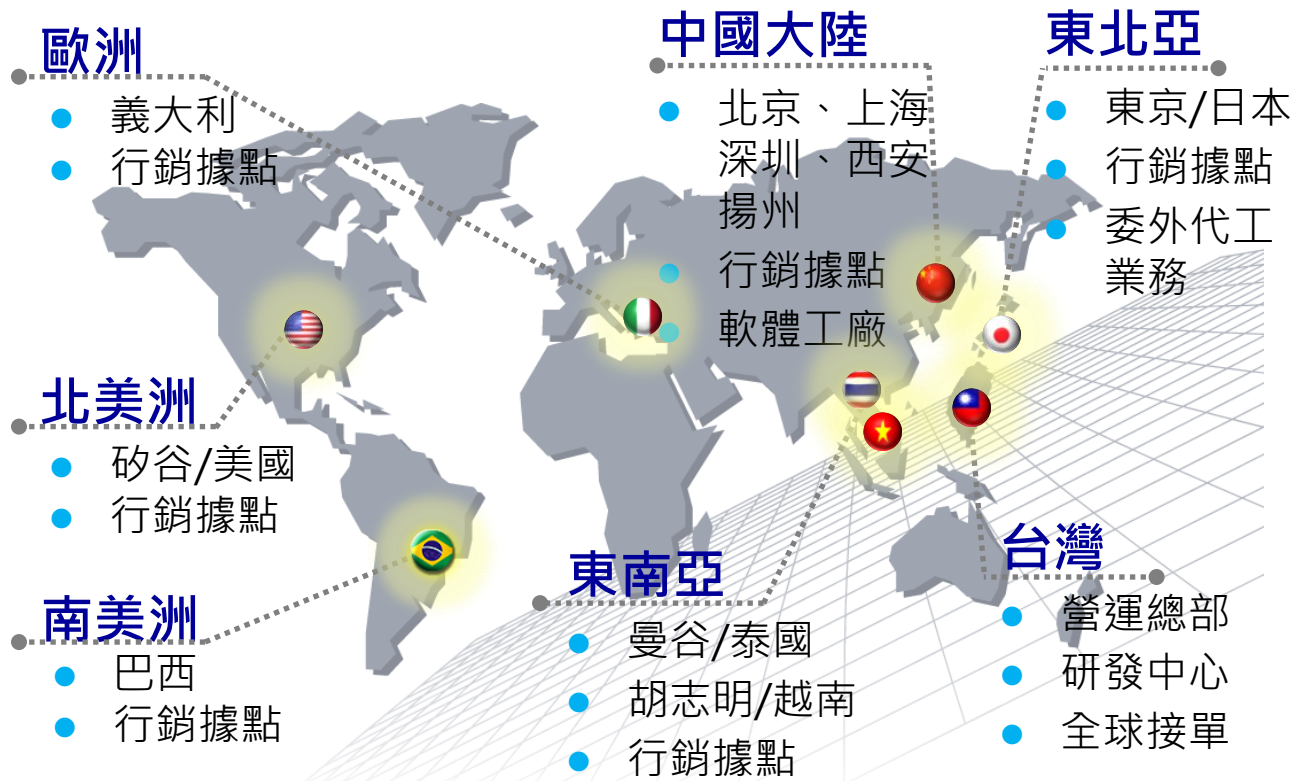 歐洲
義大利
行銷據點
中國大陸
北京、上海
深圳、西安
揚州
行銷據點
軟體工廠
東北亞
東京/日本
行銷據點
委外代工
業務
北美洲
矽谷/美國
行銷據點
南美洲
巴西
行銷據點
東南亞
曼谷/泰國
胡志明/越南
行銷據點
台灣
營運總部
研發中心
全球接單